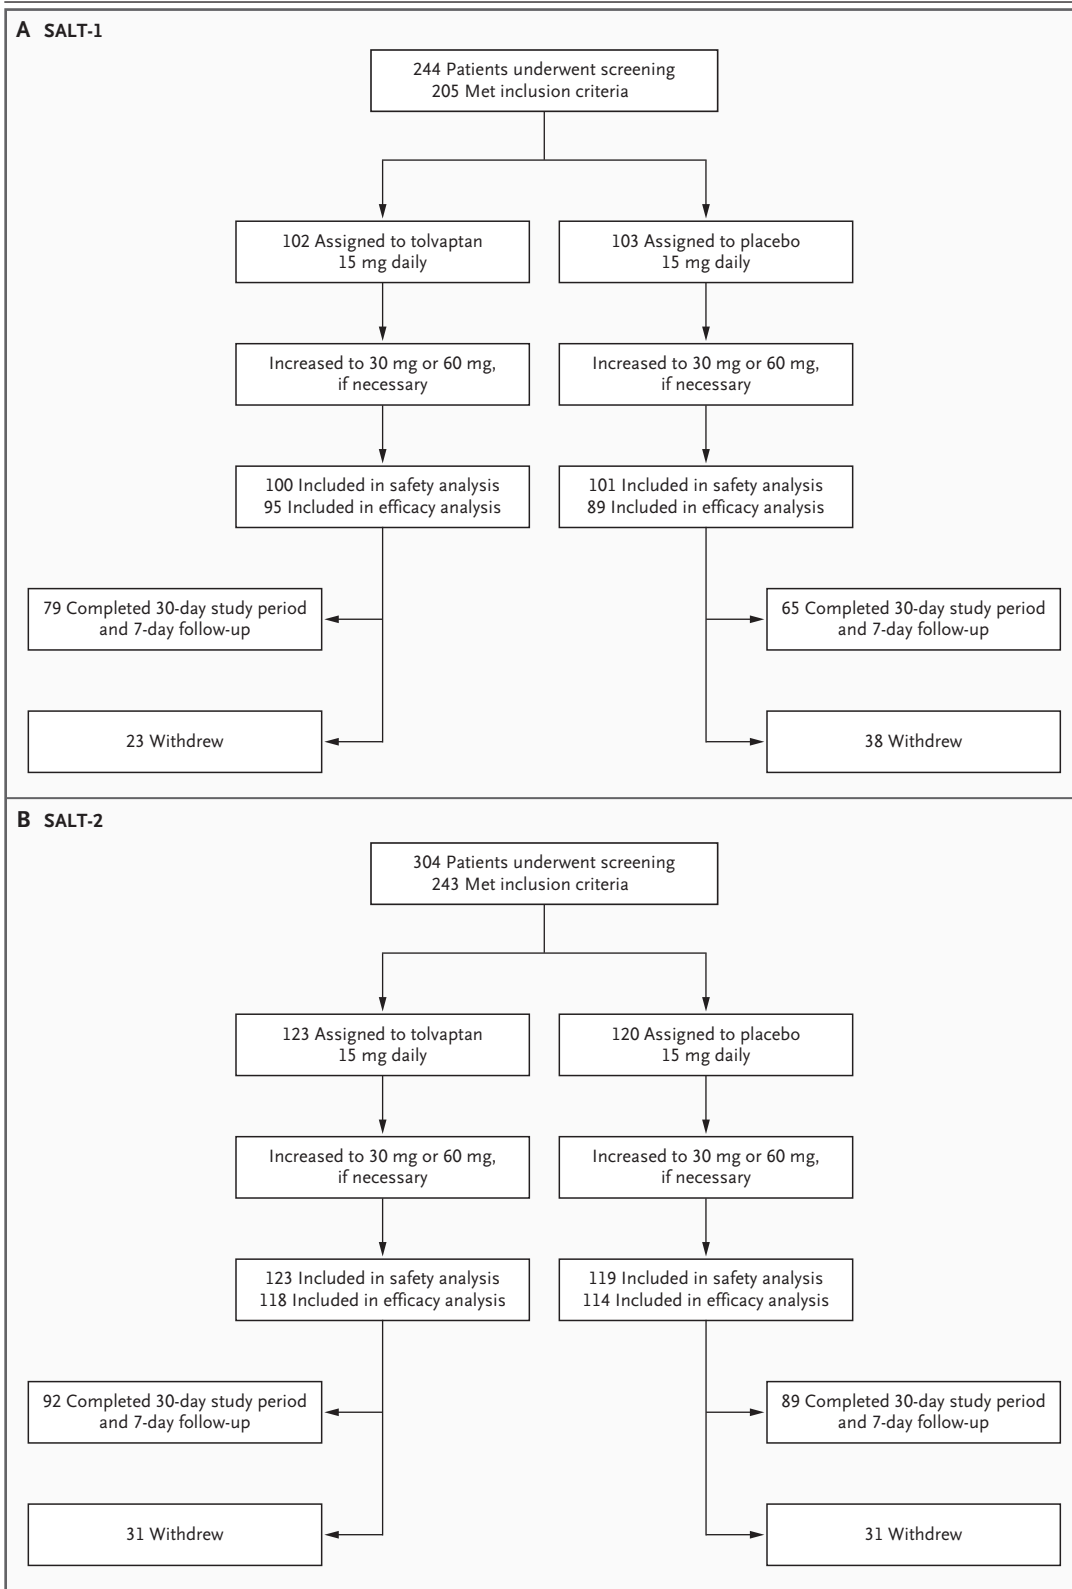 A SALT-1
244 Patients underwent screening
205 Met inclusion criteria
102 Assigned to tolvaptan
15 mg daily
103 Assigned to placebo
15 mg daily
Increased to 30 mg or 60 mg,
if necessary
Increased to 30 mg or 60 mg,
if necessary
100 Included in safety analysis
95 Included in efficacy analysis
101 Included in safety analysis
89 Included in efficacy analysis
79 Completed 30-day study period
and 7-day follow-up
65 Completed 30-day study period
and 7-day follow-up
23 Withdrew
38 Withdrew
B SALT-2
304 Patients underwent screening
243 Met inclusion criteria
123 Assigned to tolvaptan
15 mg daily
120 Assigned to placebo
15 mg daily
Increased to 30 mg or 60 mg,
if necessary
Increased to 30 mg or 60 mg,
if necessary
123 Included in safety analysis
118 Included in efficacy analysis
119 Included in safety analysis
114 Included in efficacy analysis
92 Completed 30-day study period
and 7-day follow-up
89 Completed 30-day study period
and 7-day follow-up
31 Withdrew
31 Withdrew